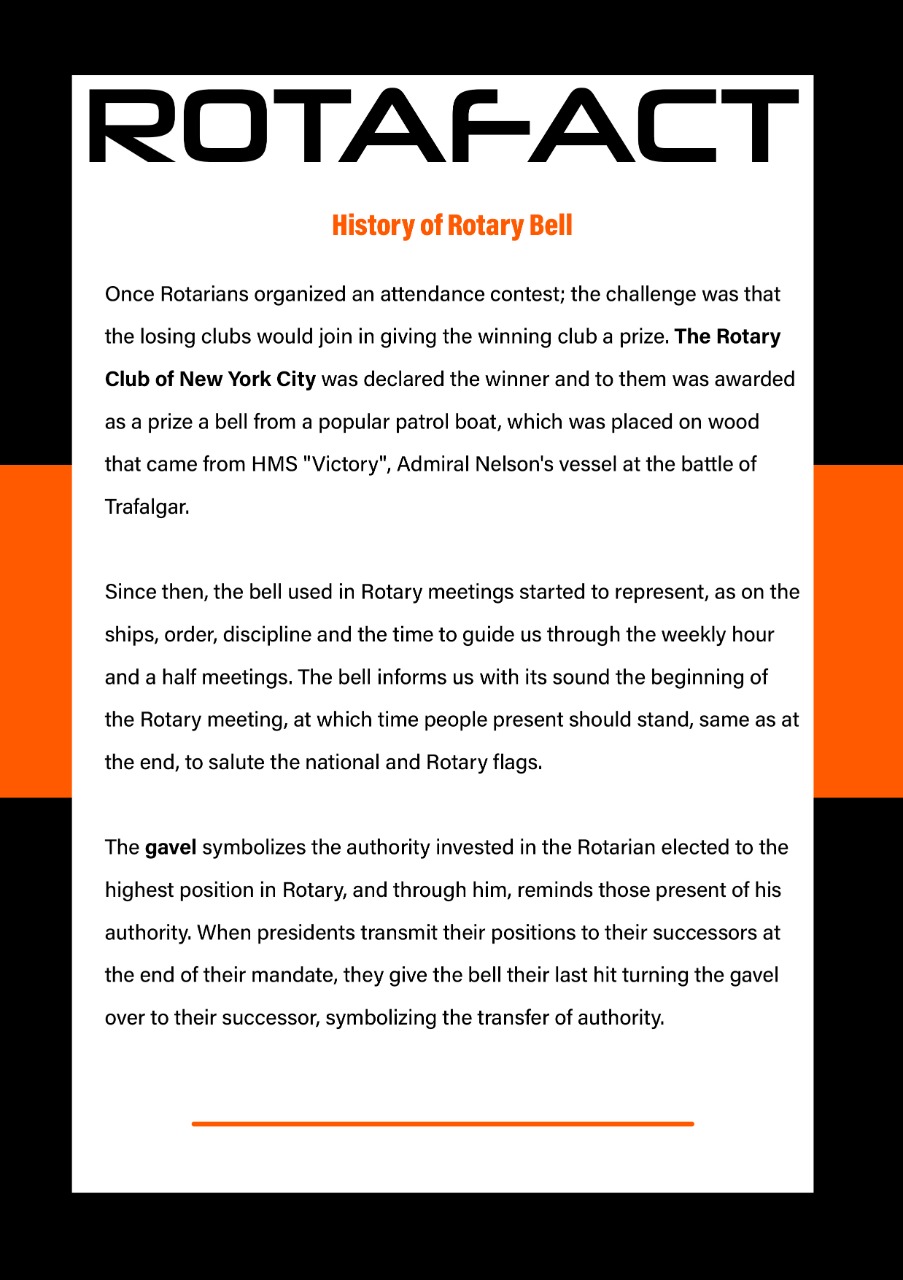 ROTAFACT
History of Rotary Bell
Once Rotarians organized an attendance contest; the challenge was that
the losing clubs would join in giving the winning club a prize. The Rotary
Club of New York City was declared the winner and to them was awarded
as a prize a bell from a popular patrol boat, which was placed on wood
that came from HMS "Victory", Admiral Nelson's vessel at the battle of
Trafalgar.
Since then, the bell used in Rotary meetings started to represent, as on the
ships, order, discipline and the time to guide us through the weekly hour
and a half meetings. The bell informs us with its sound the beginning of
the Rotary meeting, at which time people present should stand, same as at
the end, to salute the national and Rotary flags.
The gavel symbolizes the authority invested in the Rotarian elected to the
highest position in Rotary, and through him, reminds those present of his
authority. When presidents transmit their positions to their successors at
the end of their mandate, they give the bell their last hit turning the gavel
over to their successor, symbolizing the transfer of authority.